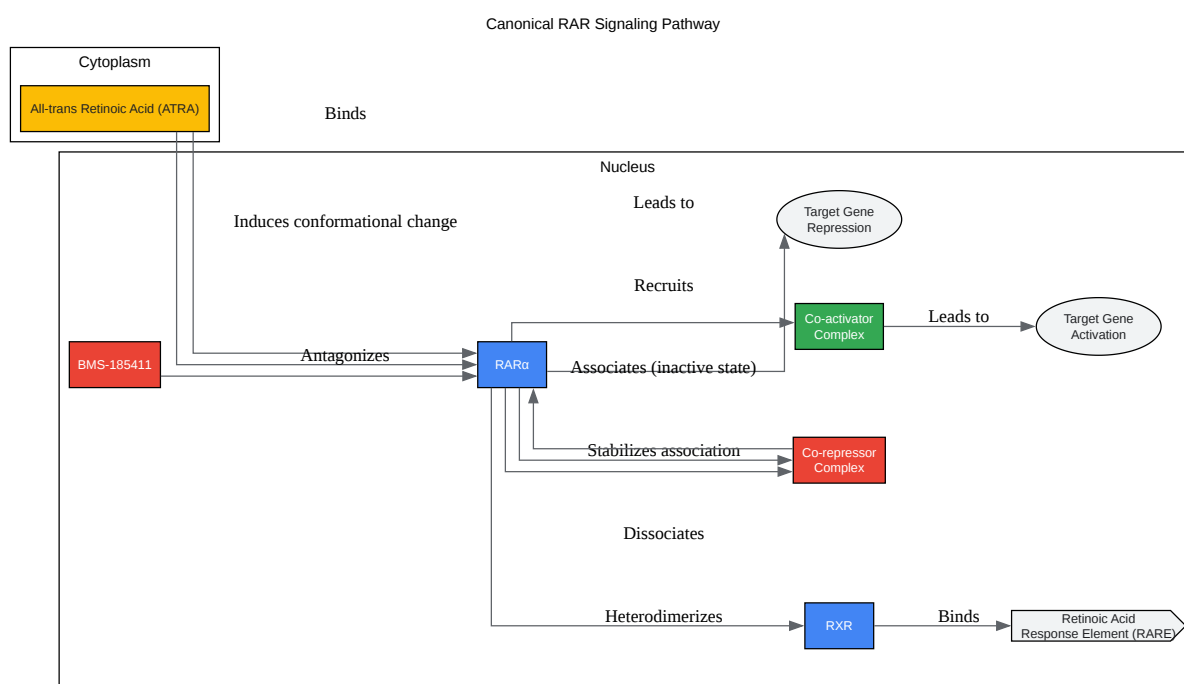 Canonical RAR Signaling Pathway
Cytoplasm
All-trans Retinoic Acid (ATRA)
Binds
Nucleus
Leads to
Target Gene
Repression
Induces conformational change
Recruits
Co-activator
Complex
Leads to
Target Gene
Activation
BMS-185411
Antagonizes
RARα
Associates (inactive state)
Stabilizes association
Co-repressor
Complex
Dissociates
Heterodimerizes
RXR
Binds
Retinoic Acid
Response Element (RARE)